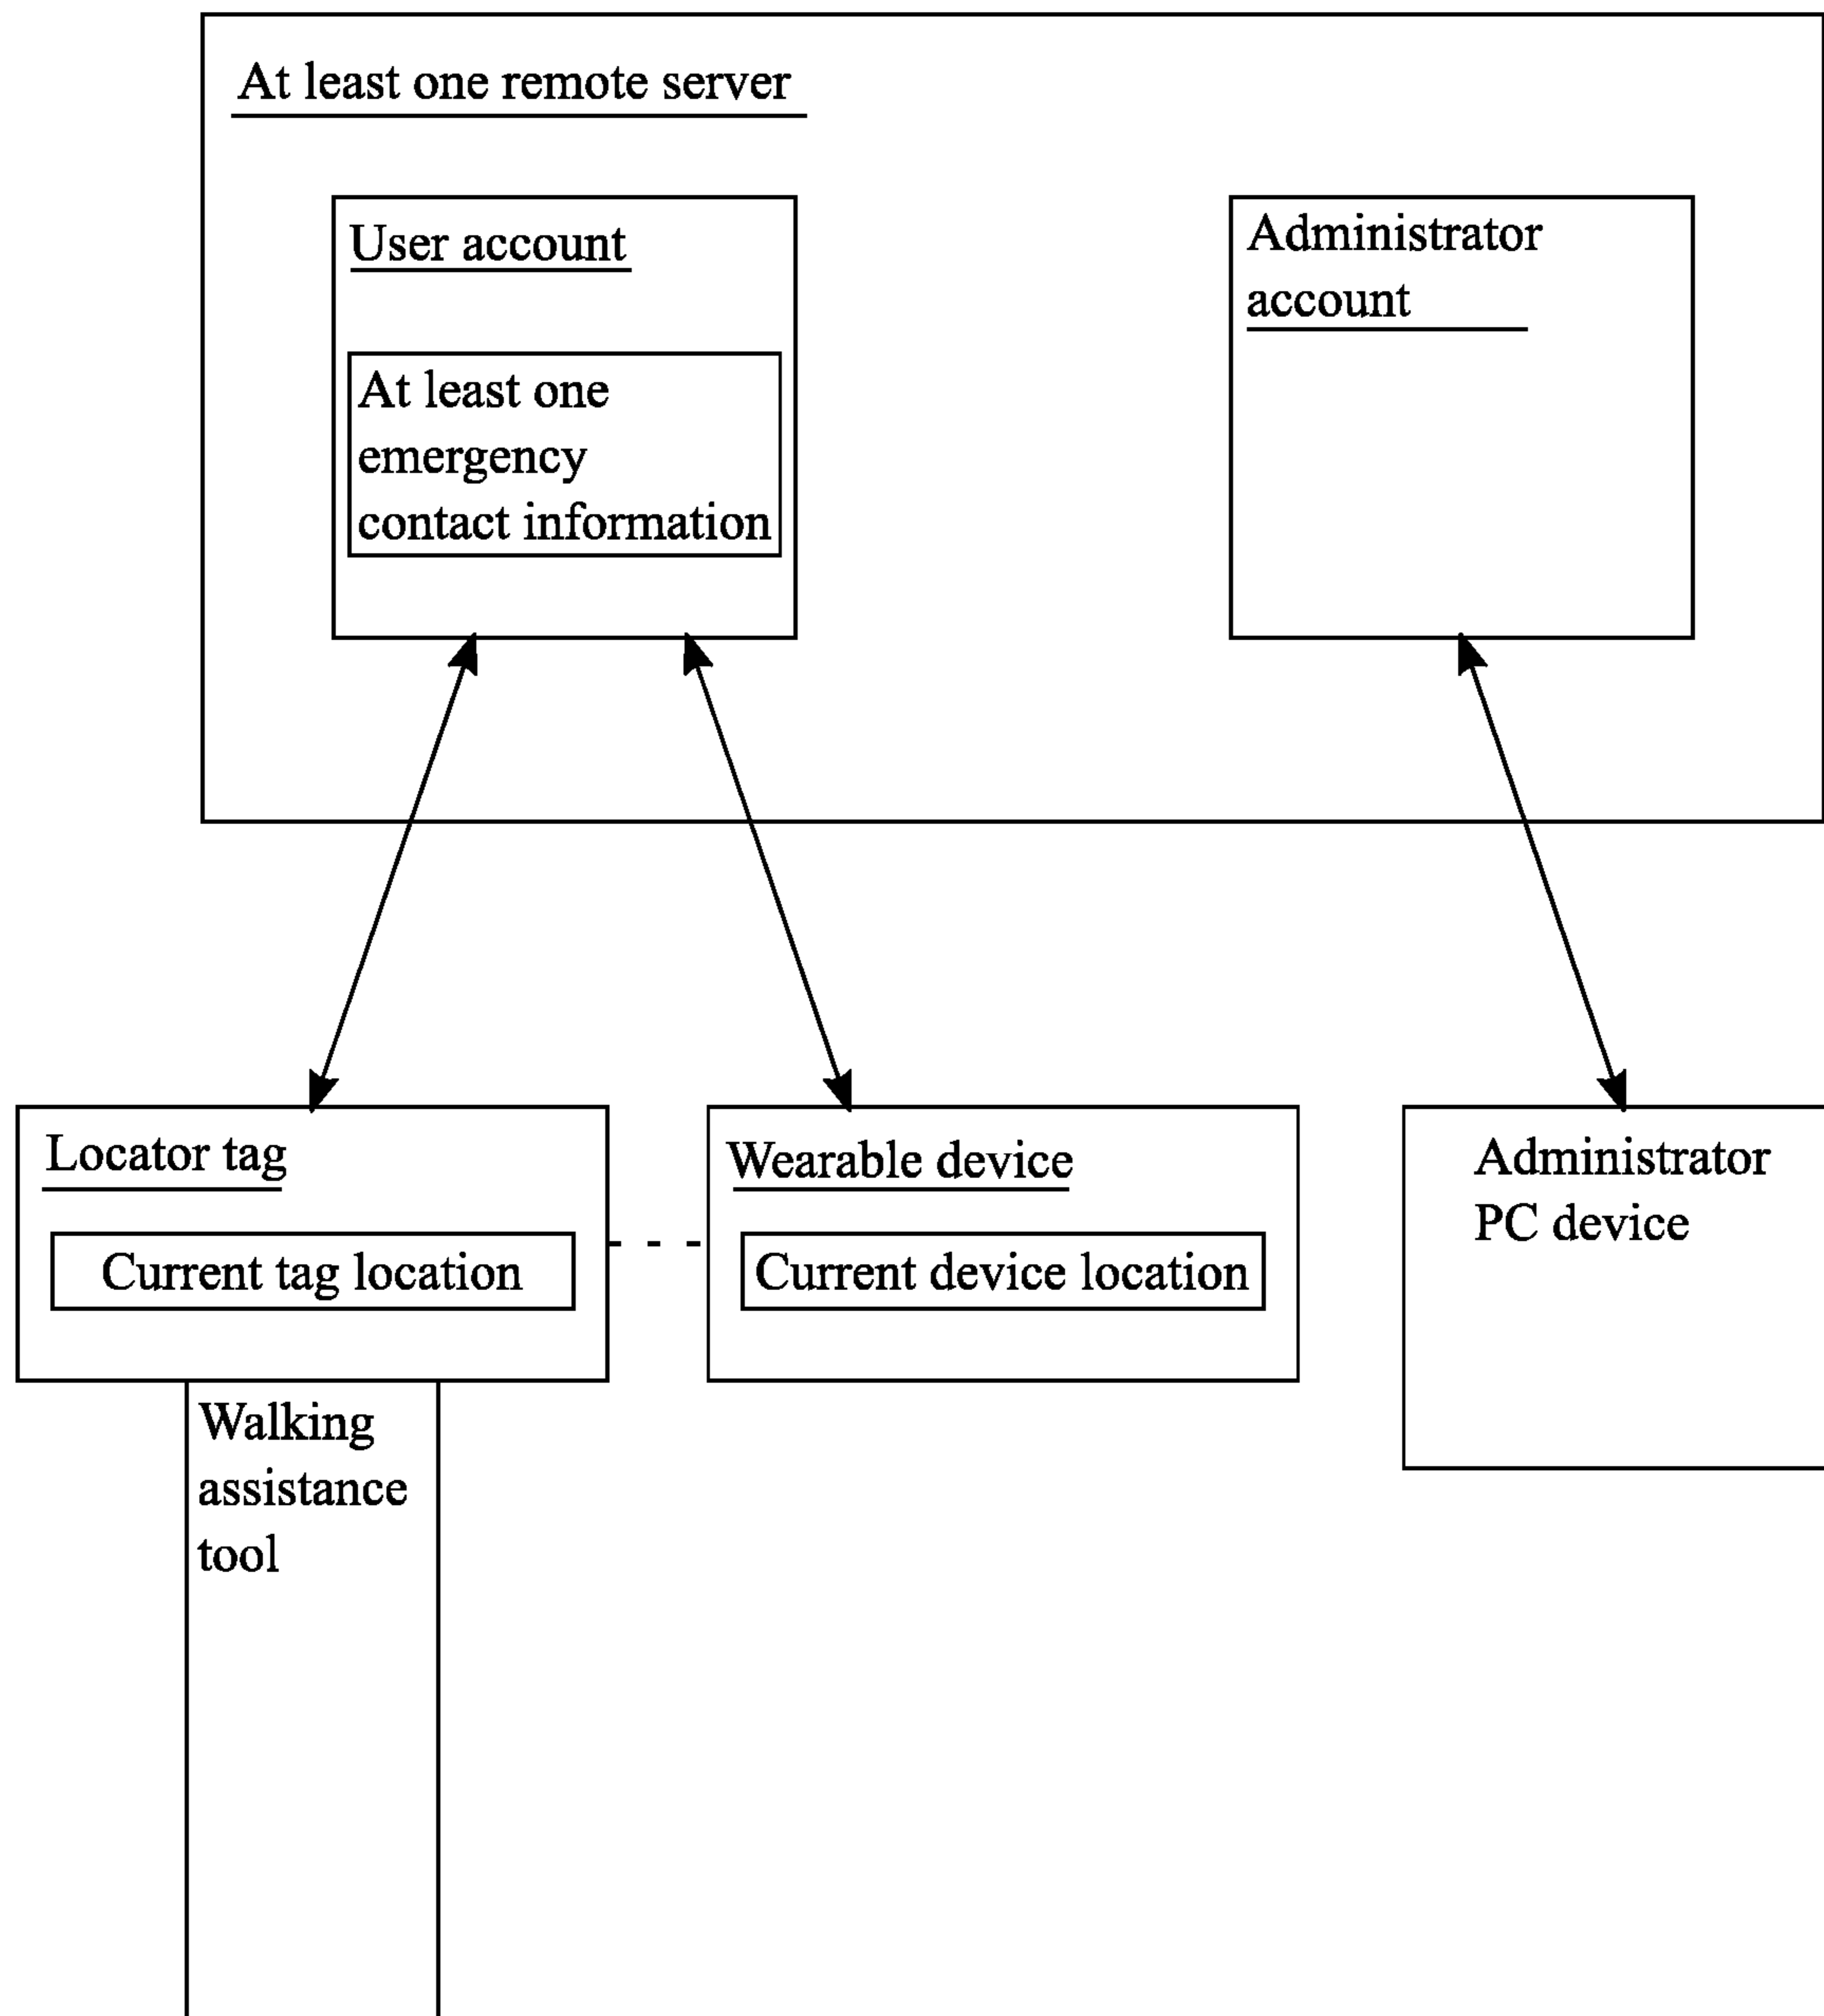 At least one remote server
User account
At least one
emergency
contact information
Administrator
account
Locator tag
Current tag location
Wearable device
Current device location
Administrator
PC device
Walking
assistance
tool